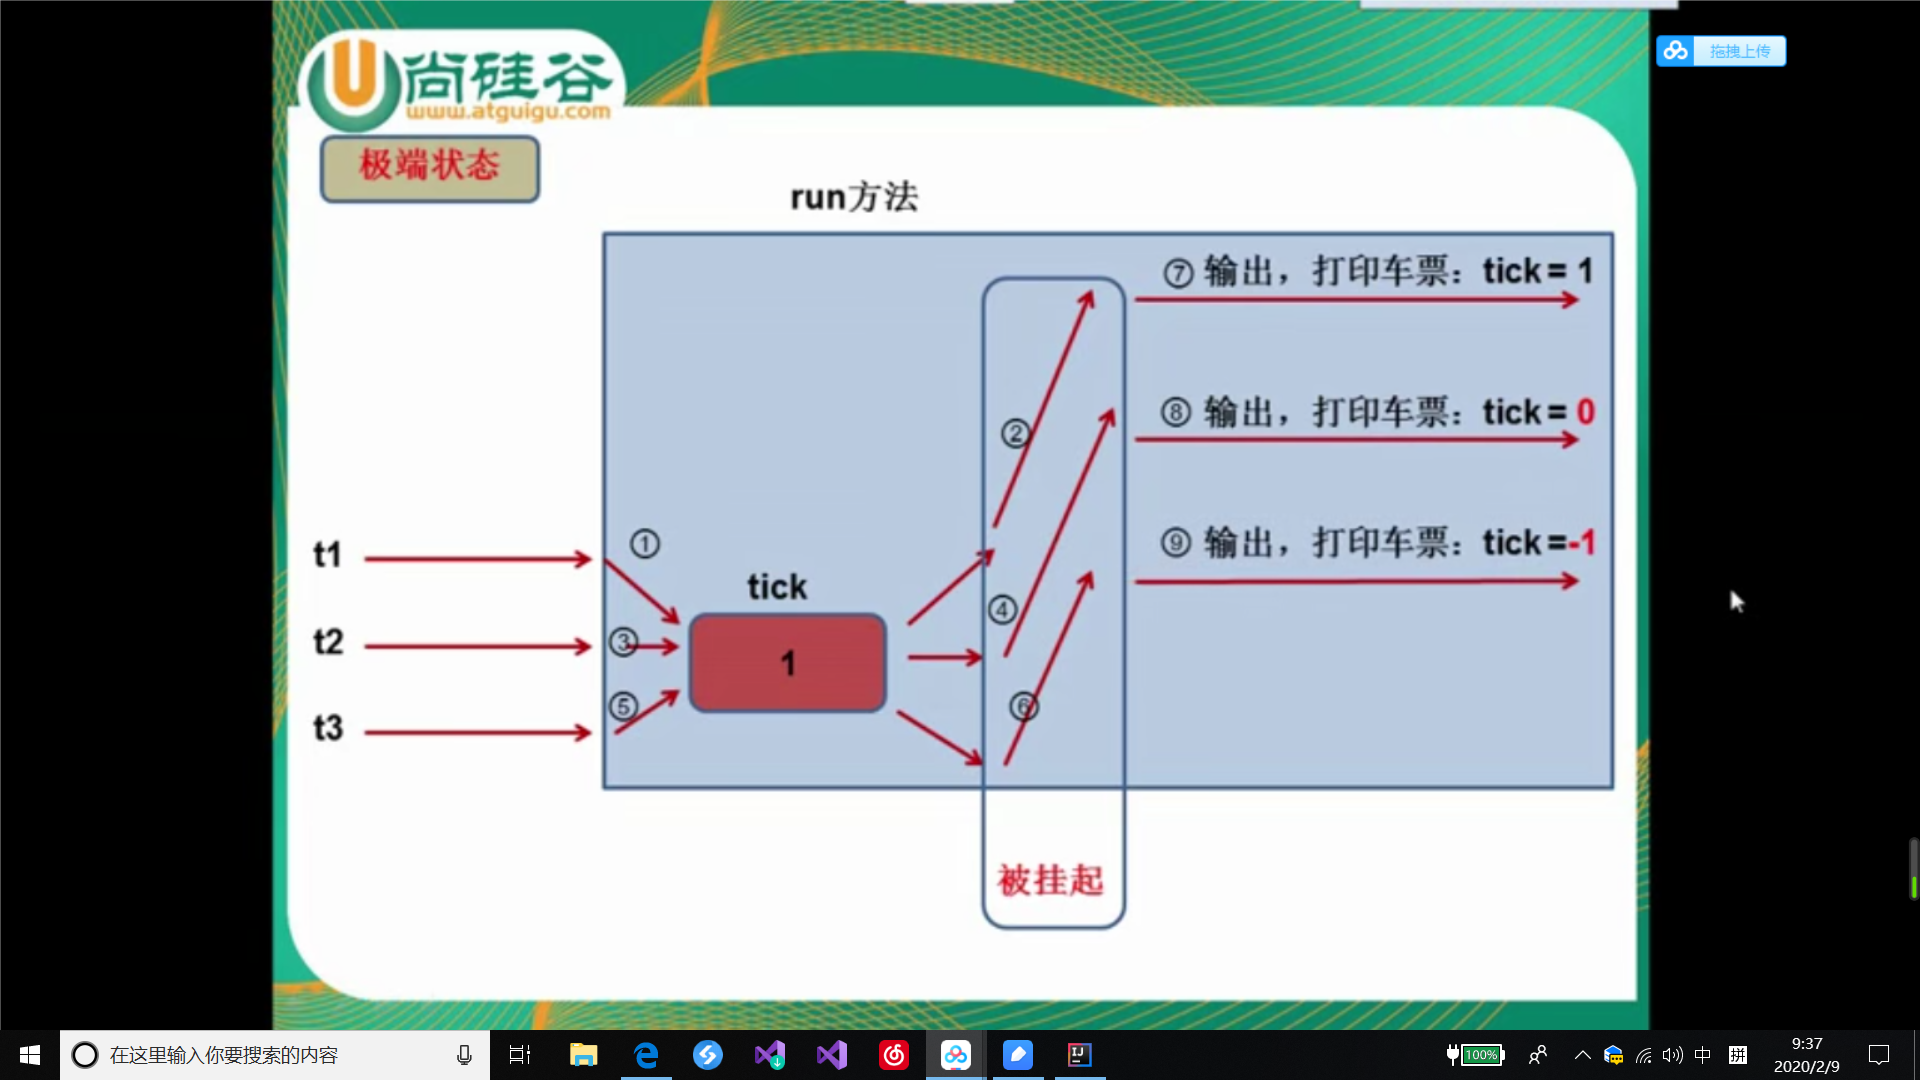 尚硅谷
www.atguigu.com
拖拽上传
极端状态
run方法
⑦ 输出，打印车票：tick = 1
⑧ 输出，打印车票：tick = 0
⑨ 输出，打印车票：tick =-1
②
①
④
t1
tick
t2
③
1
⑤
⑥
t3
被挂起
在这里输入你要搜索的内容
100%
中
拼
9:37
2020/2/9